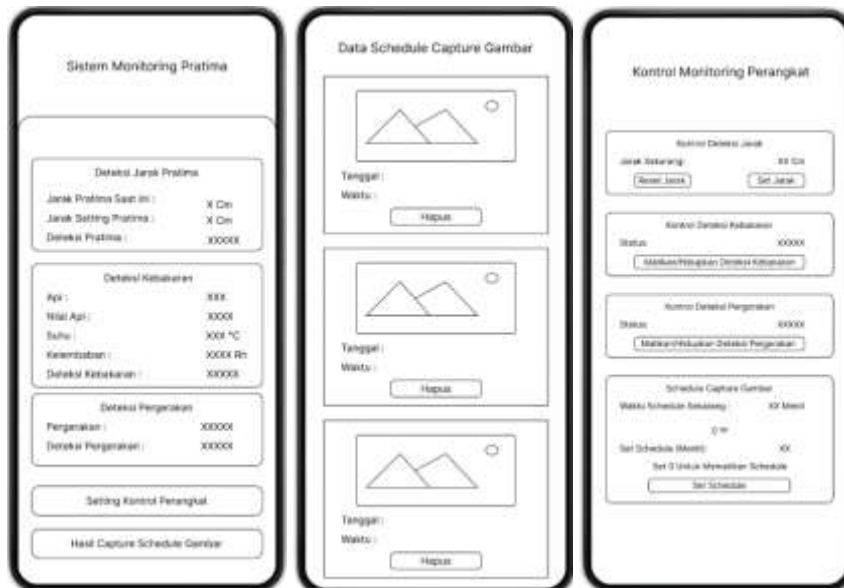 Sistem Monitoring Pratima
Deteksi Jarak Pratima
Jarak Pratima Saat Ini : X Cm
Jarak Setting Pratima : X Cm
Deteksi Pratima : XXXXX
Deteksi Kebakaran
Api : XXX
Nilai Api : XXXX
Suhu : XXX °C
Kelembaban : XXXX Rh
Deteksi Kebakaran : XXXXX
Deteksi Pergerakan
Pergerakan : XXXXX
Deteksi Pergerakan : XXXXX
Setting Kontrol Perangkat
Hasil Capture Schedule Gambar
Data Schedule Capture Gambar
Tanggal :
Waktu :
Hapus
Tanggal :
Waktu :
Hapus
Tanggal :
Waktu :
Hapus
Kontrol Monitoring Perangkat
Kontrol Deteksi Jarak
Jarak Sekarang: XX Cm
Reset Jarak Set Jarak
Kontrol Deteksi Kebakaran
Status XXXXX
Matikan/Hidupkan Deteksi Kebakaran
Kontrol Deteksi Pergerakan
Status XXXXX
Matikan/Hidupkan Deteksi Pergerakan
Schedule Capture Gambar
Waktu Schedule Sekarang : XX Menit
Set Schedule (Menit): XX
Set 0 Untuk Mematikan Schedule
Set Schedule